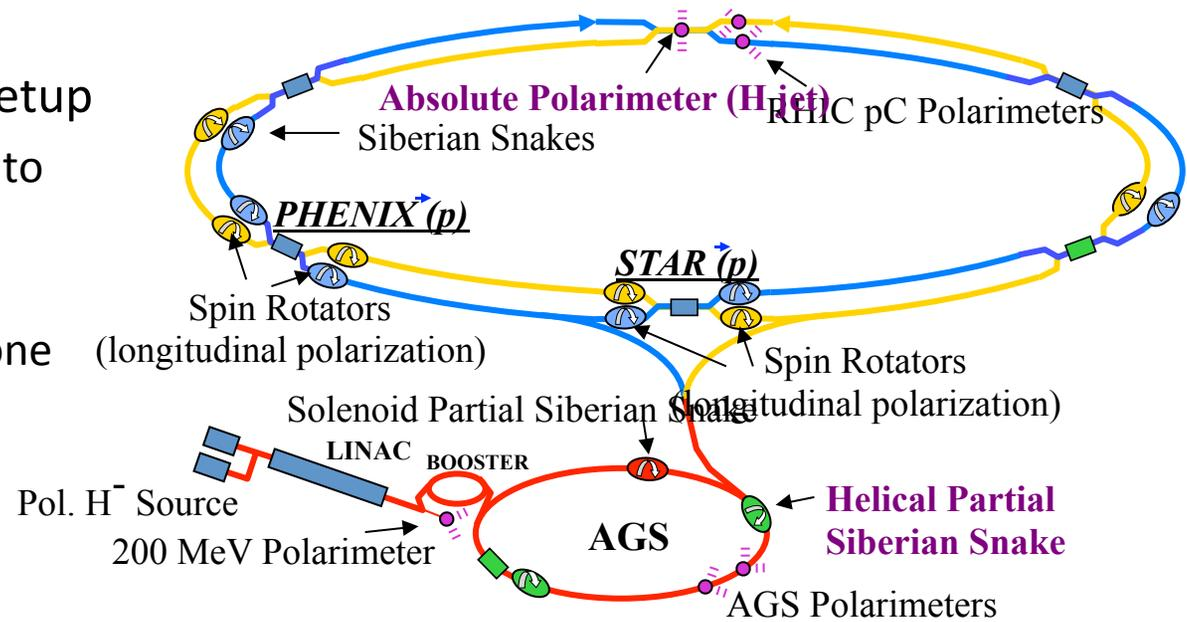 etup
to
one
Absolute Polarimeter (H jet)
RHIC pC Polarimeters
Siberian Snakes
PHENIX (p)
STAR (p)
Spin Rotators
(longitudinal polarization)
Spin Rotators
(longitudinal polarization)
Solenoid Partial Siberian Snake
LINAC
BOOSTER
Pol. H⁻ Source
200 MeV Polarimeter
AGS
Helical Partial
Siberian Snake
AGS Polarimeters